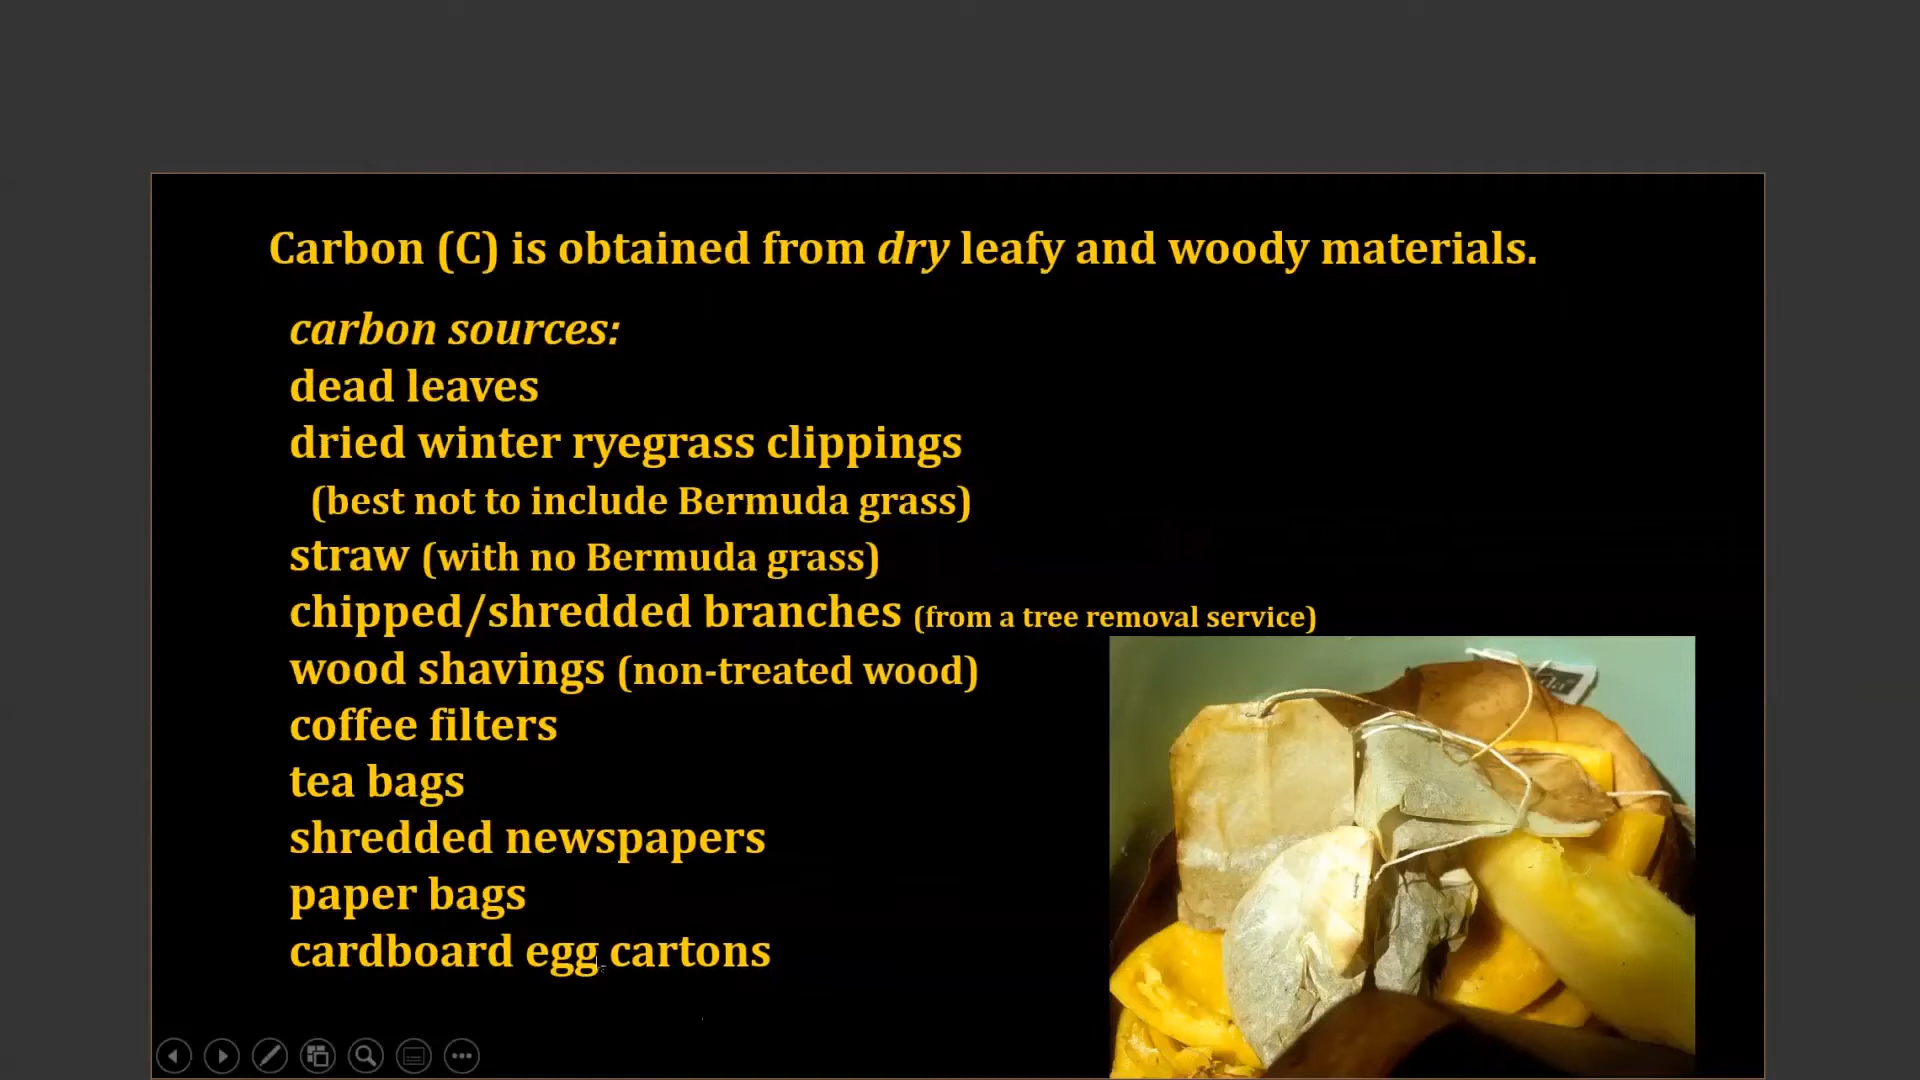 Carbon (C) is obtained from dry leafy and woody materials.
carbon sources:
dead leaves
dried winter ryegrass clippings
(best not to include Bermuda grass)
straw (with no Bermuda grass)
chipped/shredded branches (from a tree removal service)
wood shavings (non-treated wood)
coffee filters
tea bags
shredded newspapers
paper bags
cardboard egg cartons